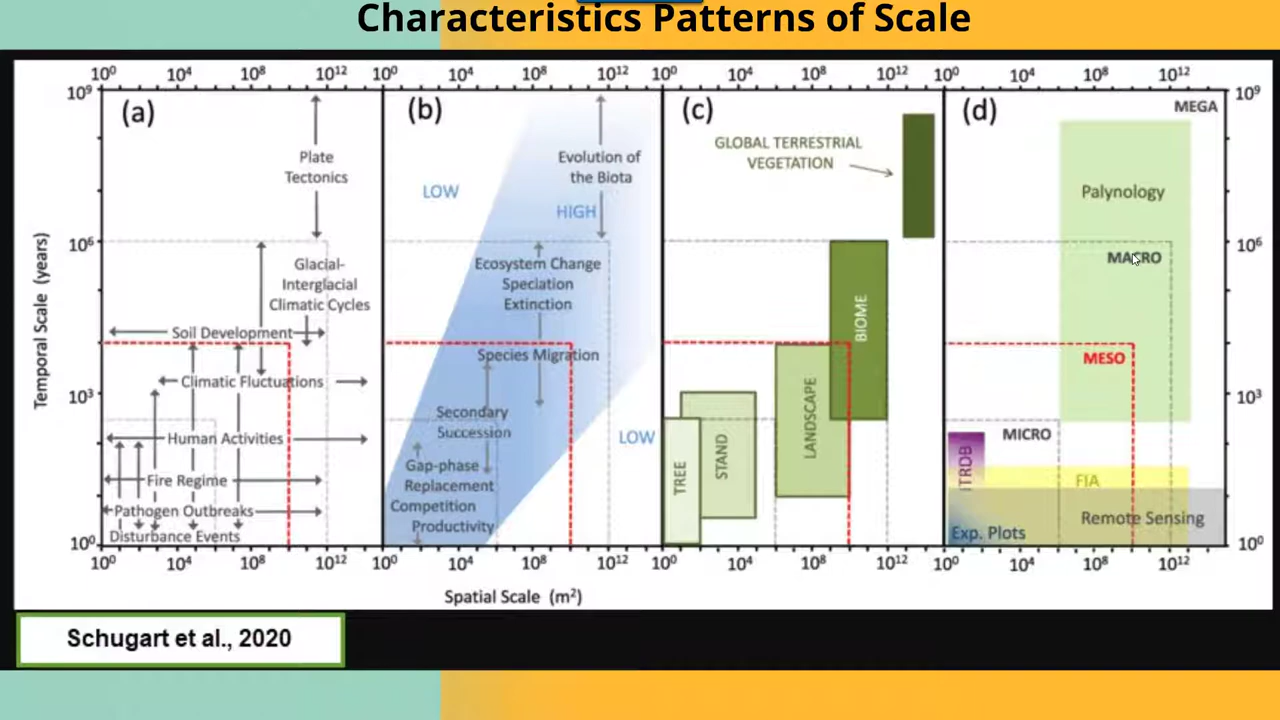 Characteristics Patterns of Scale
10⁰ 10⁴ 10⁸ 10¹² 10⁰ 10⁴ 10⁸ 10¹² 10⁰ 10⁴ 10⁸ 10¹² 10⁰ 10⁴ 10⁸ 10¹²
Temporal Scale (years)
10⁹
10⁶
10³
10⁰
(a)
Plate
Tectonics
Glacial-
Interglacial
Climatic Cycles
Soil Development
Climatic Fluctuations
Human Activities
Fire Regime
Pathogen Outbreaks
Disturbance Events
(b)
Evolution of
the Biota
LOW
HIGH
Ecosystem Change
Speciation
Extinction
Species Migration
Secondary
Succession
LOW
Gap-phase
Replacement
Competition
Productivity
(c)
GLOBAL TERRESTRIAL
VEGETATION
BIOME
LANDSCAPE
STAND
TREE
(d)
MEGA
Palynology
MACRO
MESO
MICRO
ITRDB
FIA
Remote Sensing
Exp. Plots
10⁹
10⁶
10³
10⁰
10⁰ 10⁴ 10⁸ 10¹² 10⁰ 10⁴ 10⁸ 10¹² 10⁰ 10⁴ 10⁸ 10¹² 10⁰ 10⁴ 10⁸ 10¹²
Spatial Scale (m²)
Schugart et al., 2020